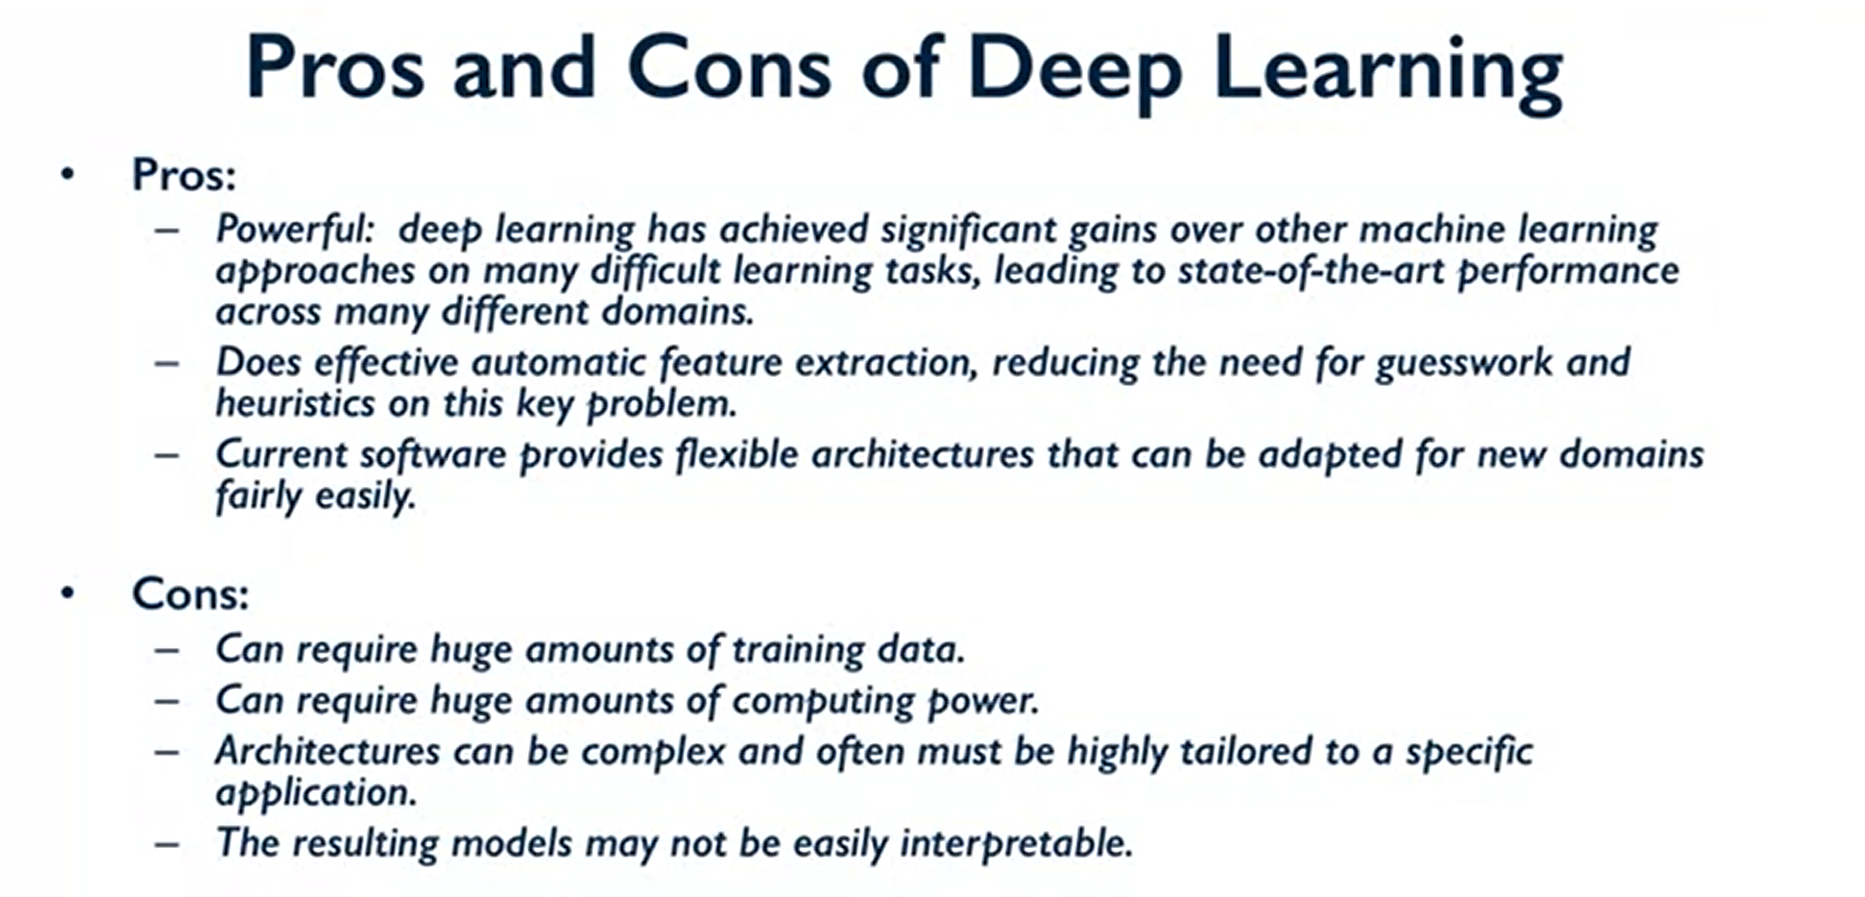 Pros and Cons of Deep Learning
• Pros:
– Powerful: deep learning has achieved significant gains over other machine learning
approaches on many difficult learning tasks, leading to state-of-the-art performance
across many different domains.
– Does effective automatic feature extraction, reducing the need for guesswork and
heuristics on this key problem.
– Current software provides flexible architectures that can be adapted for new domains
fairly easily.
• Cons:
– Can require huge amounts of training data.
– Can require huge amounts of computing power.
– Architectures can be complex and often must be highly tailored to a specific
application.
– The resulting models may not be easily interpretable.